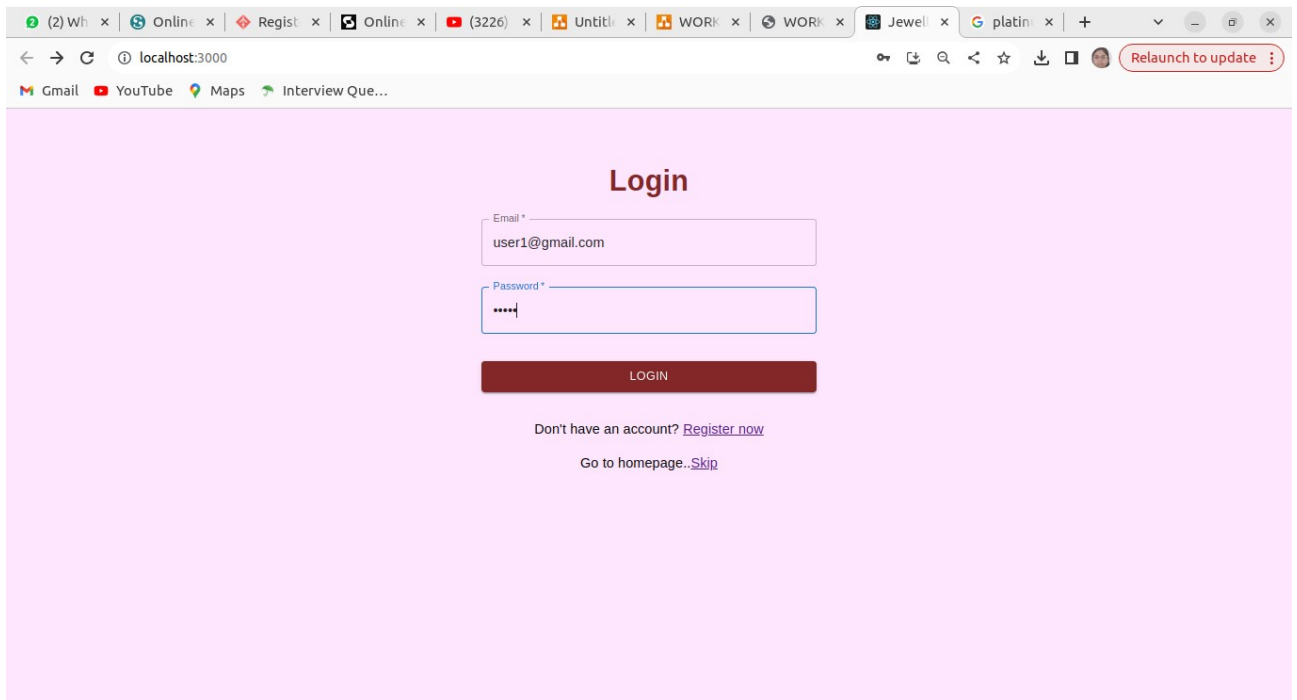 (2) Wh Online Regist Online (3226) Untitl WORK WORK Jewell G platin
localhost:3000 Relaunch to update
Gmail YouTube Maps Interview Que...
Login
Email *
user1@gmail.com
Password *
•••••
LOGIN
Don't have an account? Register now
Go to homepage..Skip